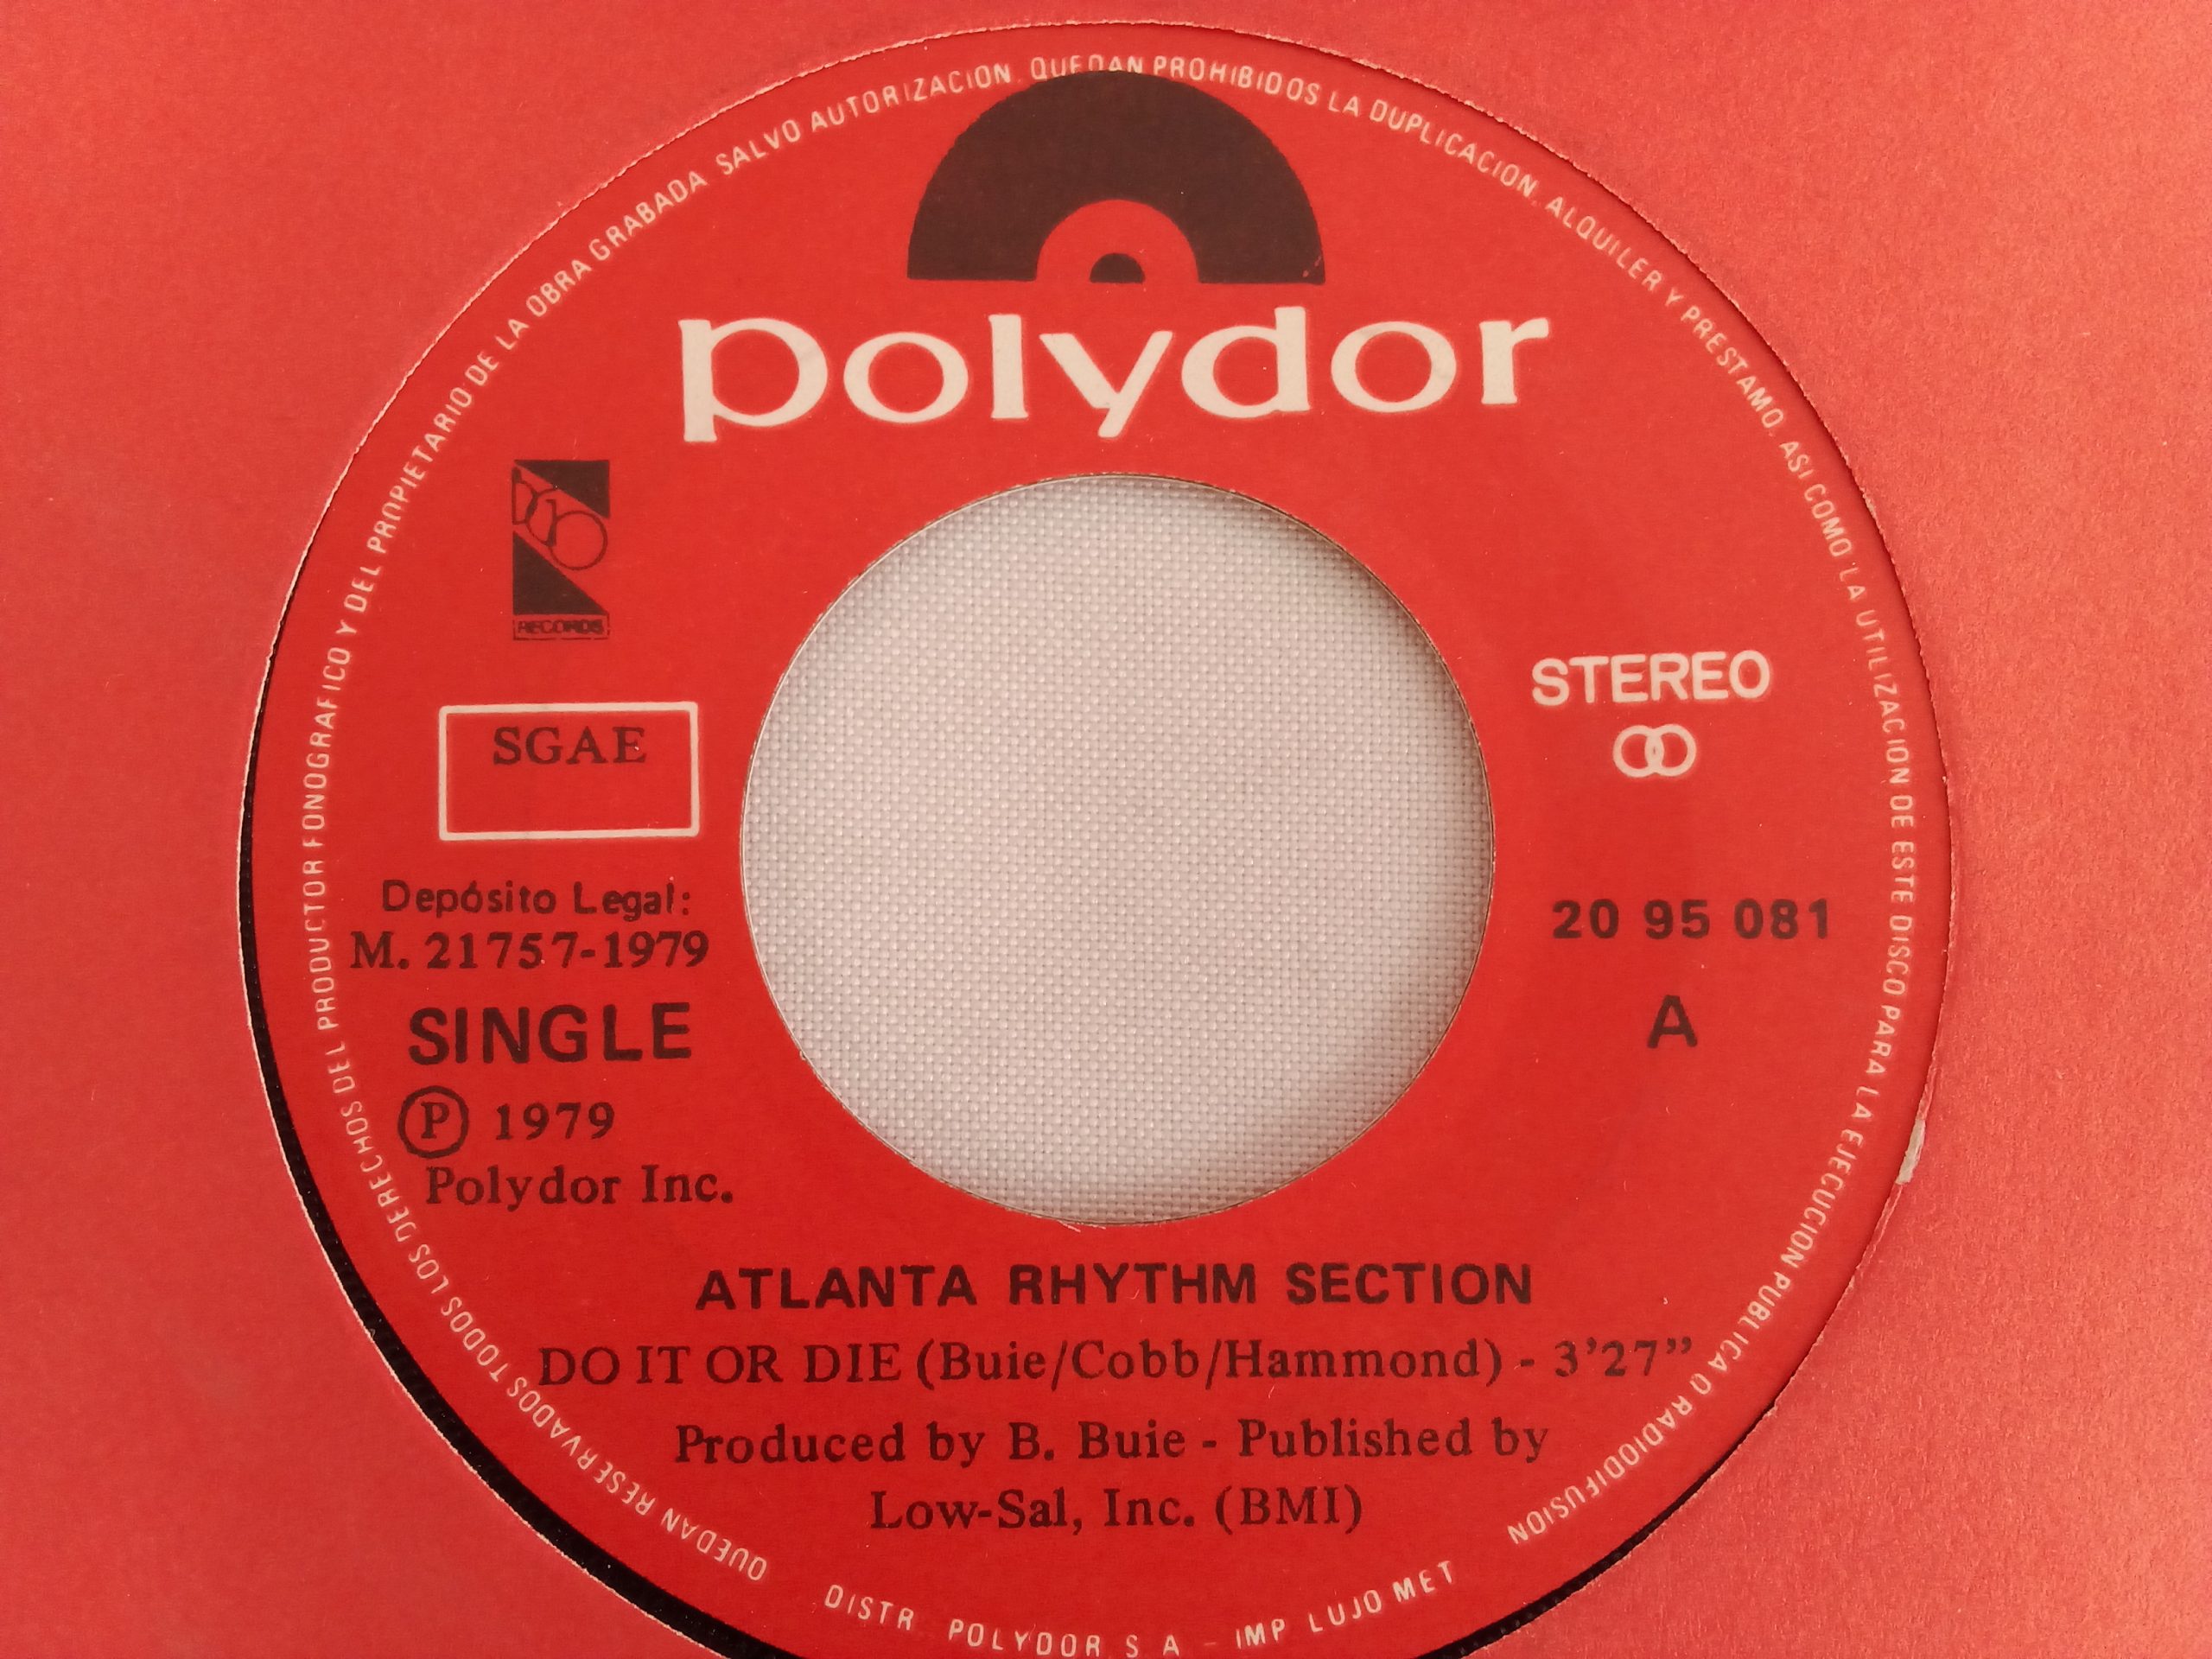 QUEDAN RESERVADOS TODOS LOS DERECHOS DEL PRODUCTOR FONOGRAFICO Y DEL PROPIETARIO DE LA OBRA GRABADA SALVO AUTORIZACION. QUEDAN PROHIBIDOS LA DUPLICACION. ALQUILER Y PRESTAMO. ASI COMO LA UTILIZACION DE ESTE DISCO PARA LA EJECUCION PUBLICA O RADIODIFUSION
polydor
RECORDS
SGAE
STEREO
Depósito Legal:
M. 21757-1979
20 95 081
SINGLE
A
Ⓟ 1979
Polydor Inc.
ATLANTA RHYTHM SECTION
DO IT OR DIE (Buie/Cobb/Hammond) - 3'27"
Produced by B. Buie - Published by
Low-Sal, Inc. (BMI)
DISTR. POLYDOR S A - IMP LUJO MET